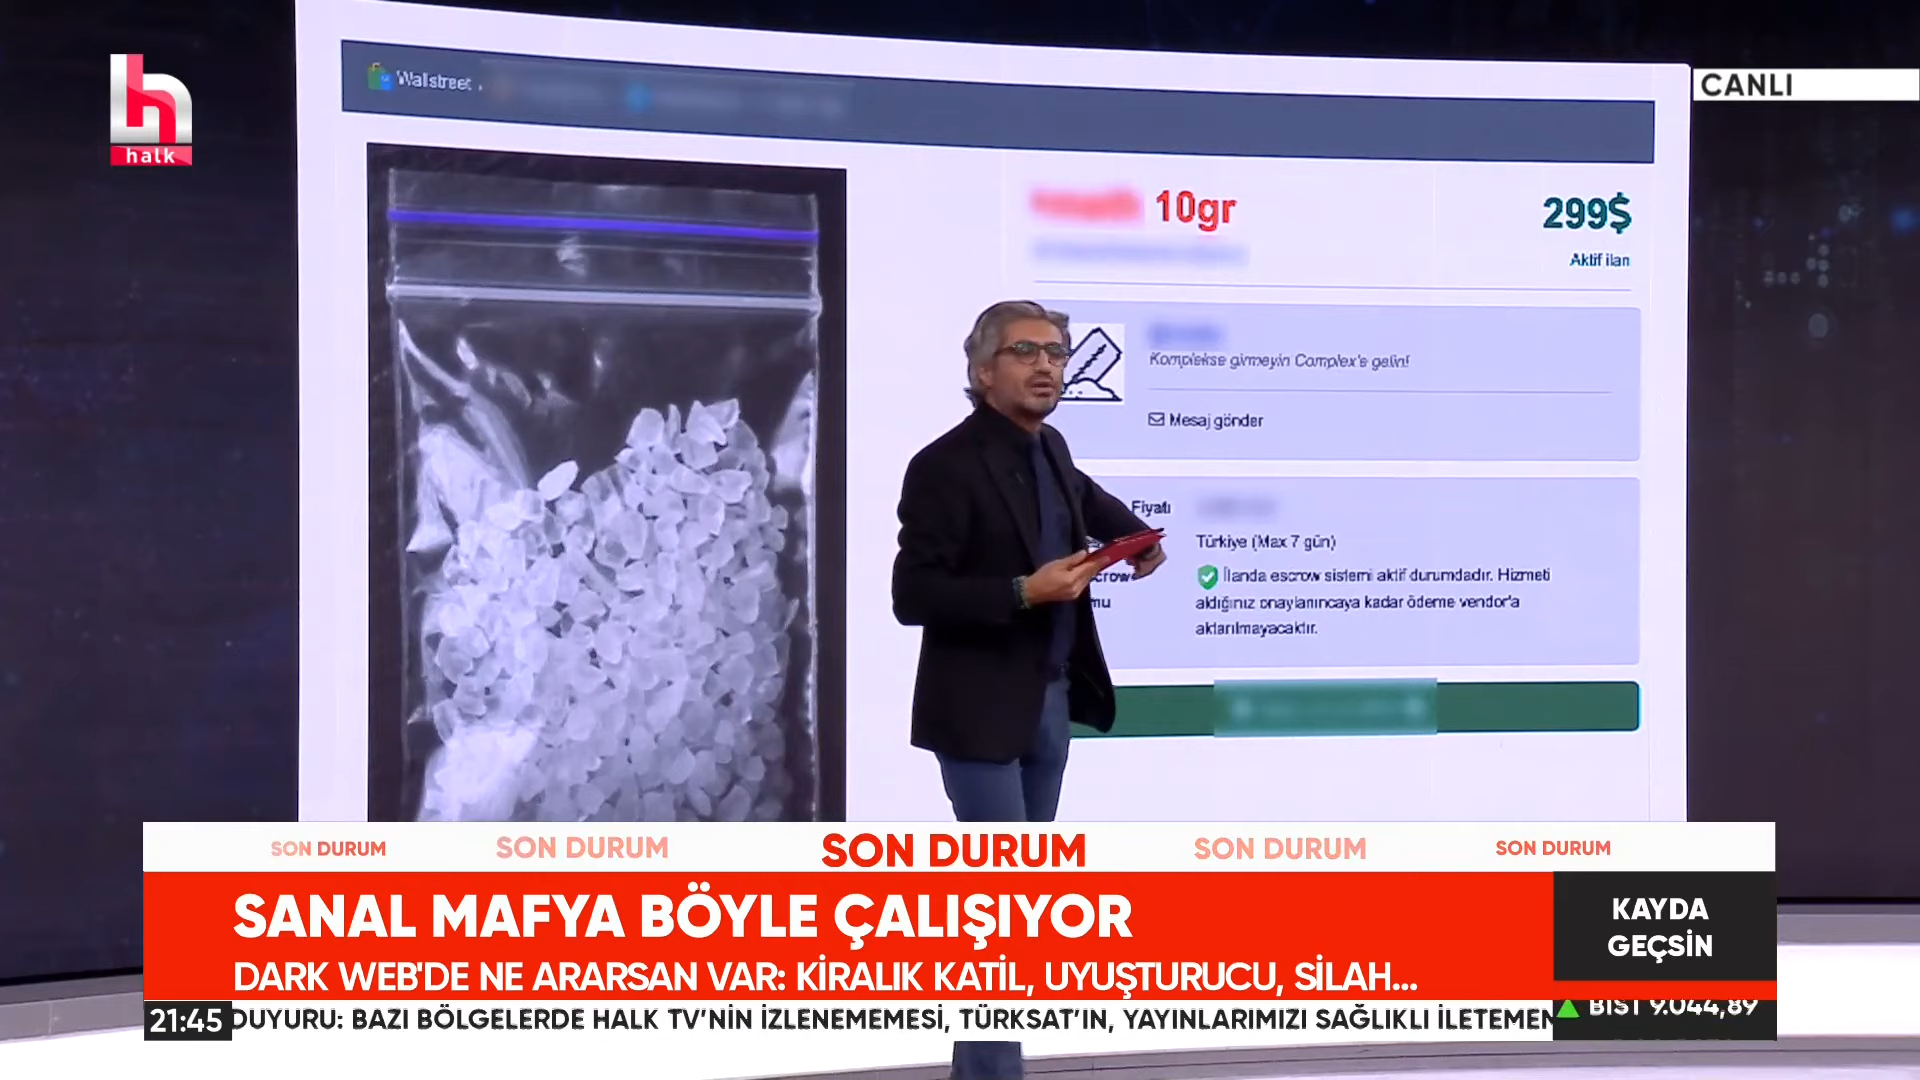 halk
CANLI
Wallstreet
10gr
299$
Aktif ilan
Komplekse girmeyin Complex'e gelin!
Mesaj gönder
Fiyatı
Türkiye (Max 7 gün)
İlanda escrow sistemi aktif durumdadır. Hizmeti
aldığınız onaylanıncaya kadar ödeme vendor'a
aktarılmayacaktır.
SON DURUM SON DURUM SON DURUM SON DURUM SON DURUM
SANAL MAFYA BÖYLE ÇALIŞIYOR
DARK WEB'DE NE ARARSAN VAR: KİRALIK KATİL, UYUŞTURUCU, SİLAH...
KAYDA
GEÇSİN
21:45 DUYURU: BAZI BÖLGELERDE HALK TV'NİN İZLENEMEMESİ, TÜRKSAT'IN, YAYINLARIMIZI SAĞLIKLI İLETEMEN
BIST 9.044,89